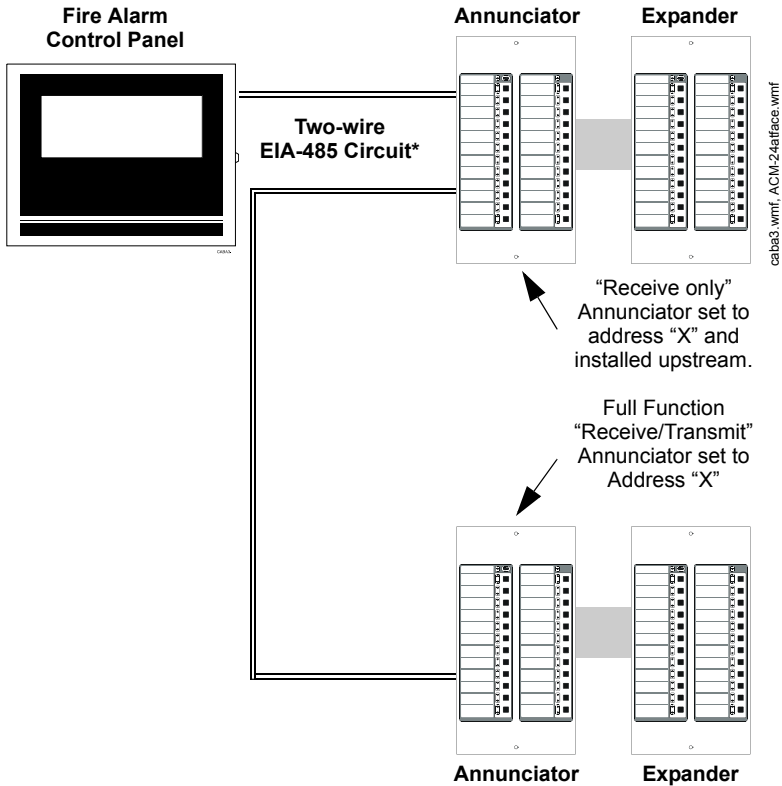 Fire Alarm
Control Panel
Annunciator
Expander
Two-wire
EIA-485 Circuit*
CABA3.
caba3.wmf, ACM-24atface.wmf
“Receive only”
Annunciator set to
address “X” and
installed upstream.
Full Function
“Receive/Transmit”
Annunciator set to
Address “X”
Annunciator
Expander